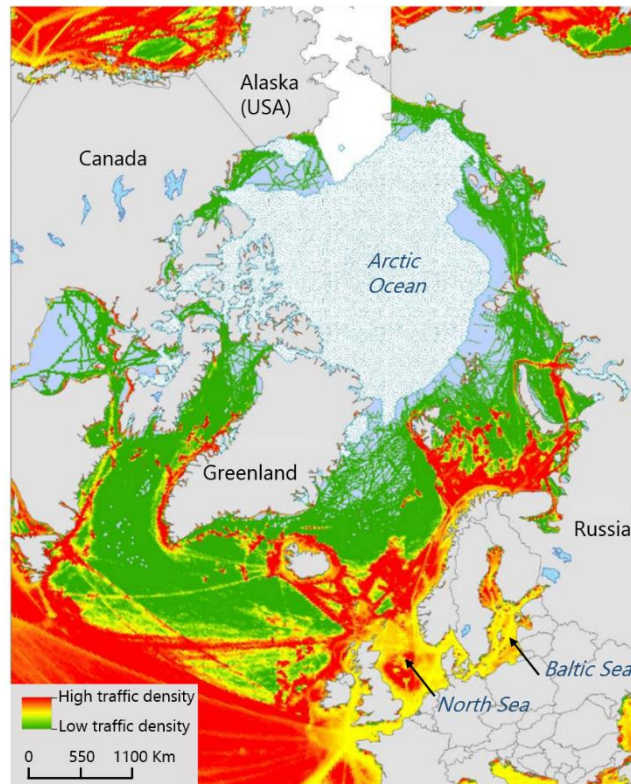 Alaska
(USA)
Canada
Arctic
Ocean
Greenland
Russia
Baltic Sea
North Sea
High traffic density
Low traffic density
0 550 1100 Km